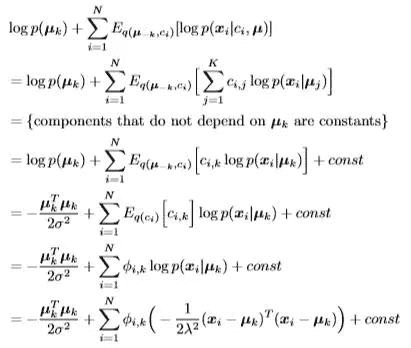 log p(μ_k) + ∑_{i=1}^{N} E_{q(μ_{-k},c_i)}[log p(x_i|c_i, μ)]
= log p(μ_k) + ∑_{i=1}^{N} E_{q(μ_{-k},c_i)}[∑_{j=1}^{K} c_{i,j} log p(x_i|μ_j)]
= {components that do not depend on μ_k are constants}
= log p(μ_k) + ∑_{i=1}^{N} E_{q(μ_{-k},c_i)}[c_{i,k} log p(x_i|μ_k)] + const
= -\frac{μ_k^T μ_k}{2σ^2} + ∑_{i=1}^{N} E_{q(c_i)}[c_{i,k}] log p(x_i|μ_k) + const
= -\frac{μ_k^T μ_k}{2σ^2} + ∑_{i=1}^{N} φ_{i,k} log p(x_i|μ_k) + const
= -\frac{μ_k^T μ_k}{2σ^2} + ∑_{i=1}^{N} φ_{i,k}(-\frac{1}{2λ^2}(x_i - μ_k)^T(x_i - μ_k)) + const